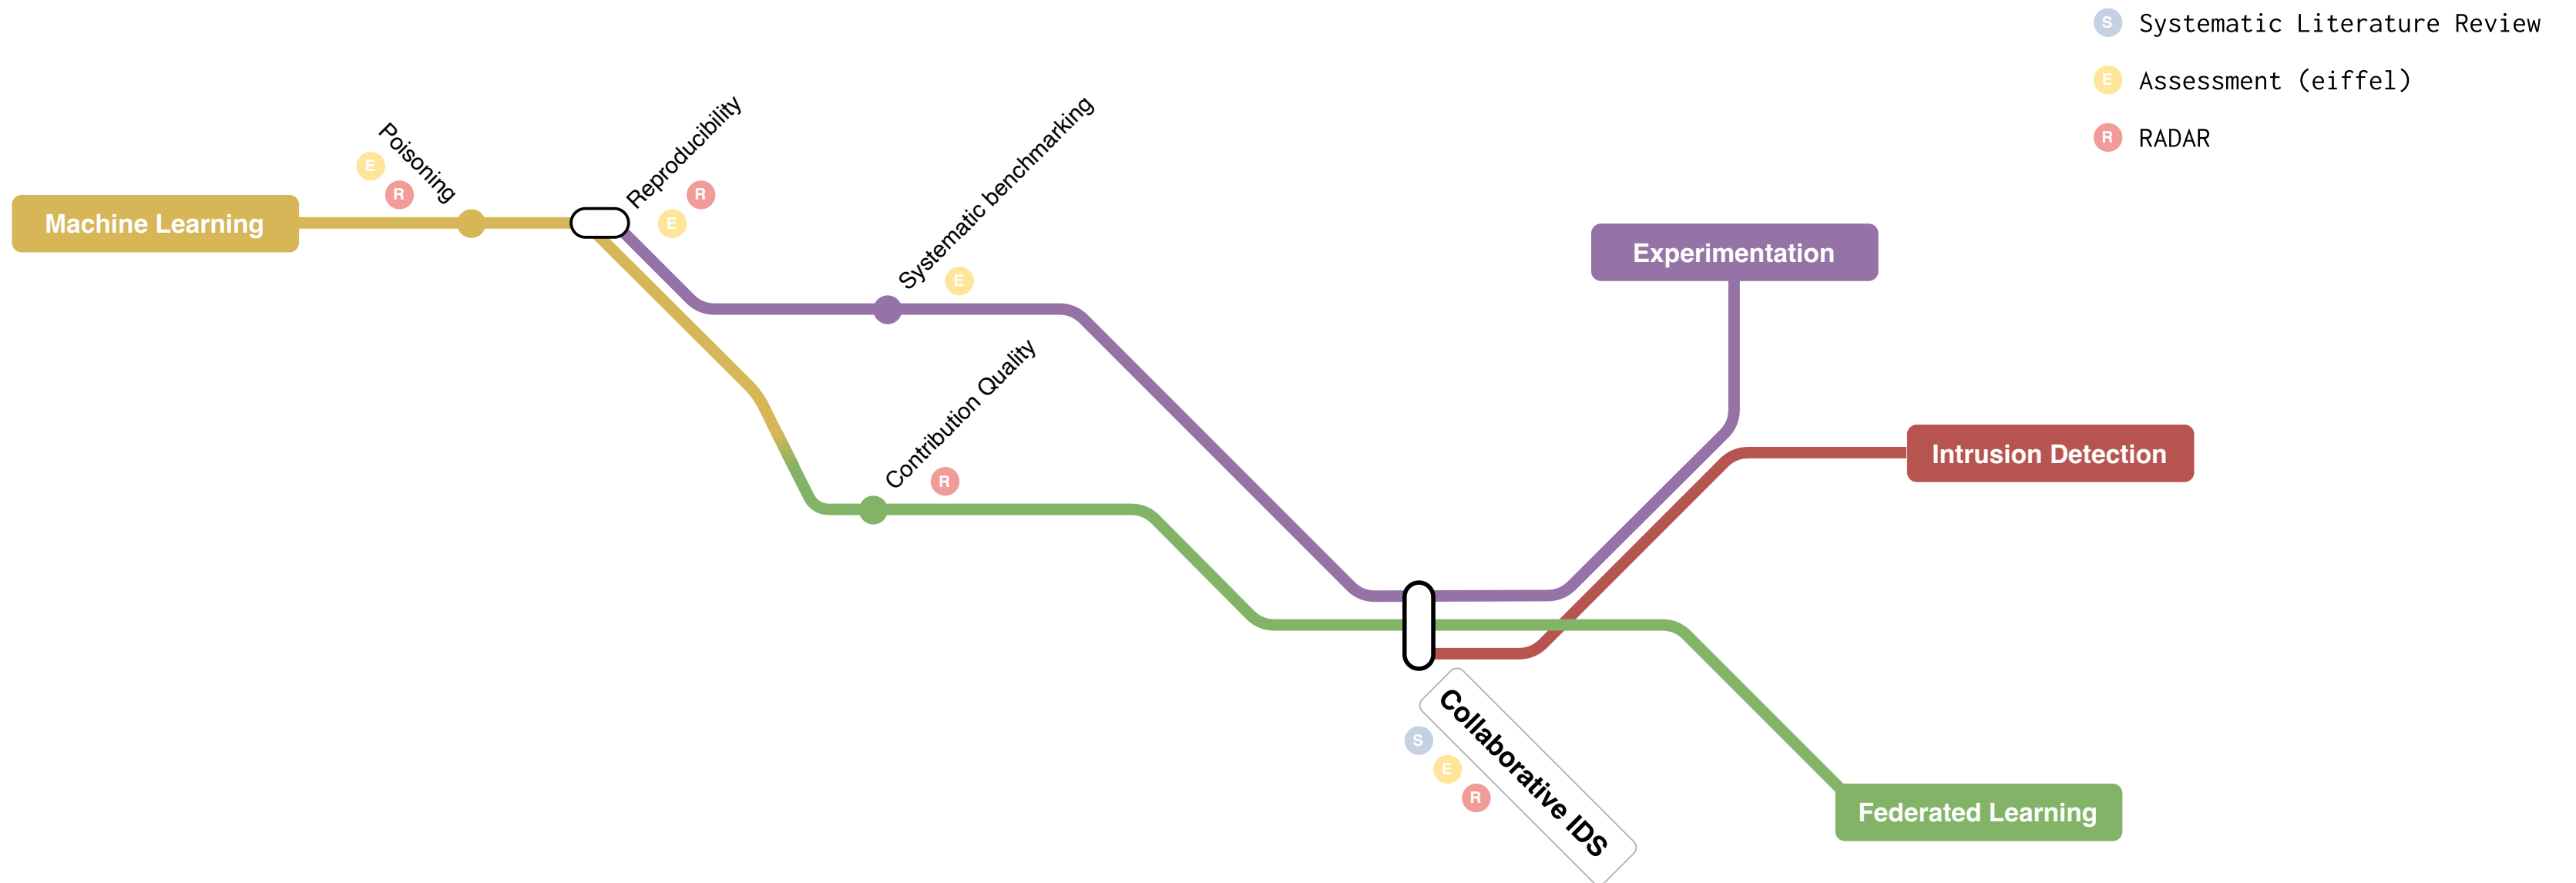 S Systematic Literature Review
E Assessment (eiffel)
R RADAR
Poisoning
E
R
Reproducibility
R
E
Systematic benchmarking
E
Machine Learning
Experimentation
Contribution Quality
R
Intrusion Detection
Collaborative IDS
S
E
R
Federated Learning